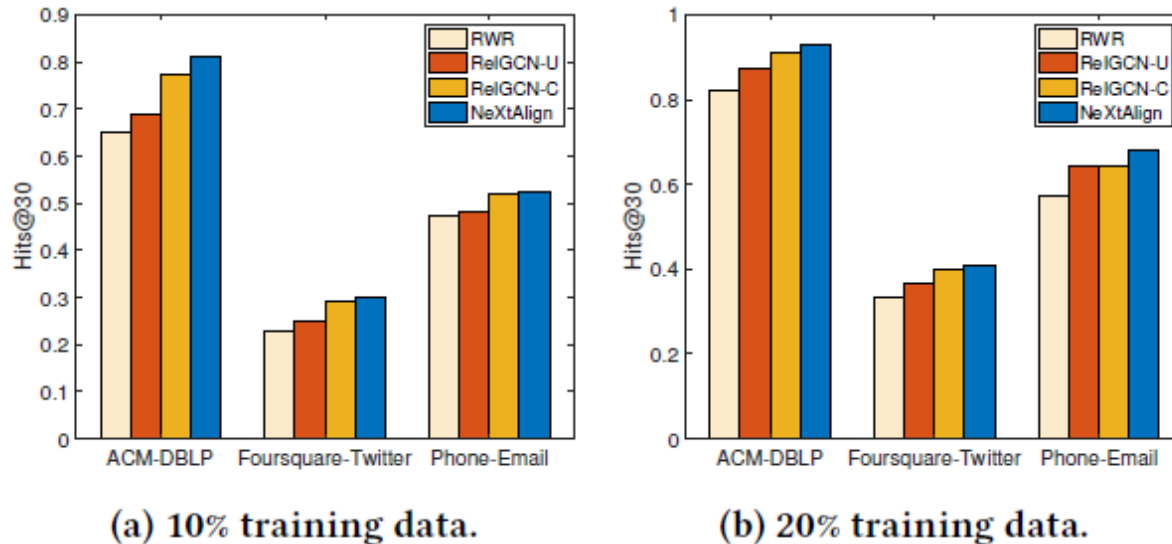 0.9
0.8
0.7
0.6
0.5
0.4
0.3
0.2
0.1
0
Hits@30
RWR
RelGCN-U
RelGCN-C
NeXtAlign
ACM-DBLP Foursquare-Twitter Phone-Email
(a) 10% training data.
1
0.8
0.6
0.4
0.2
0
Hits@30
RWR
RelGCN-U
RelGCN-C
NeXtAlign
ACM-DBLP Foursquare-Twitter Phone-Email
(b) 20% training data.